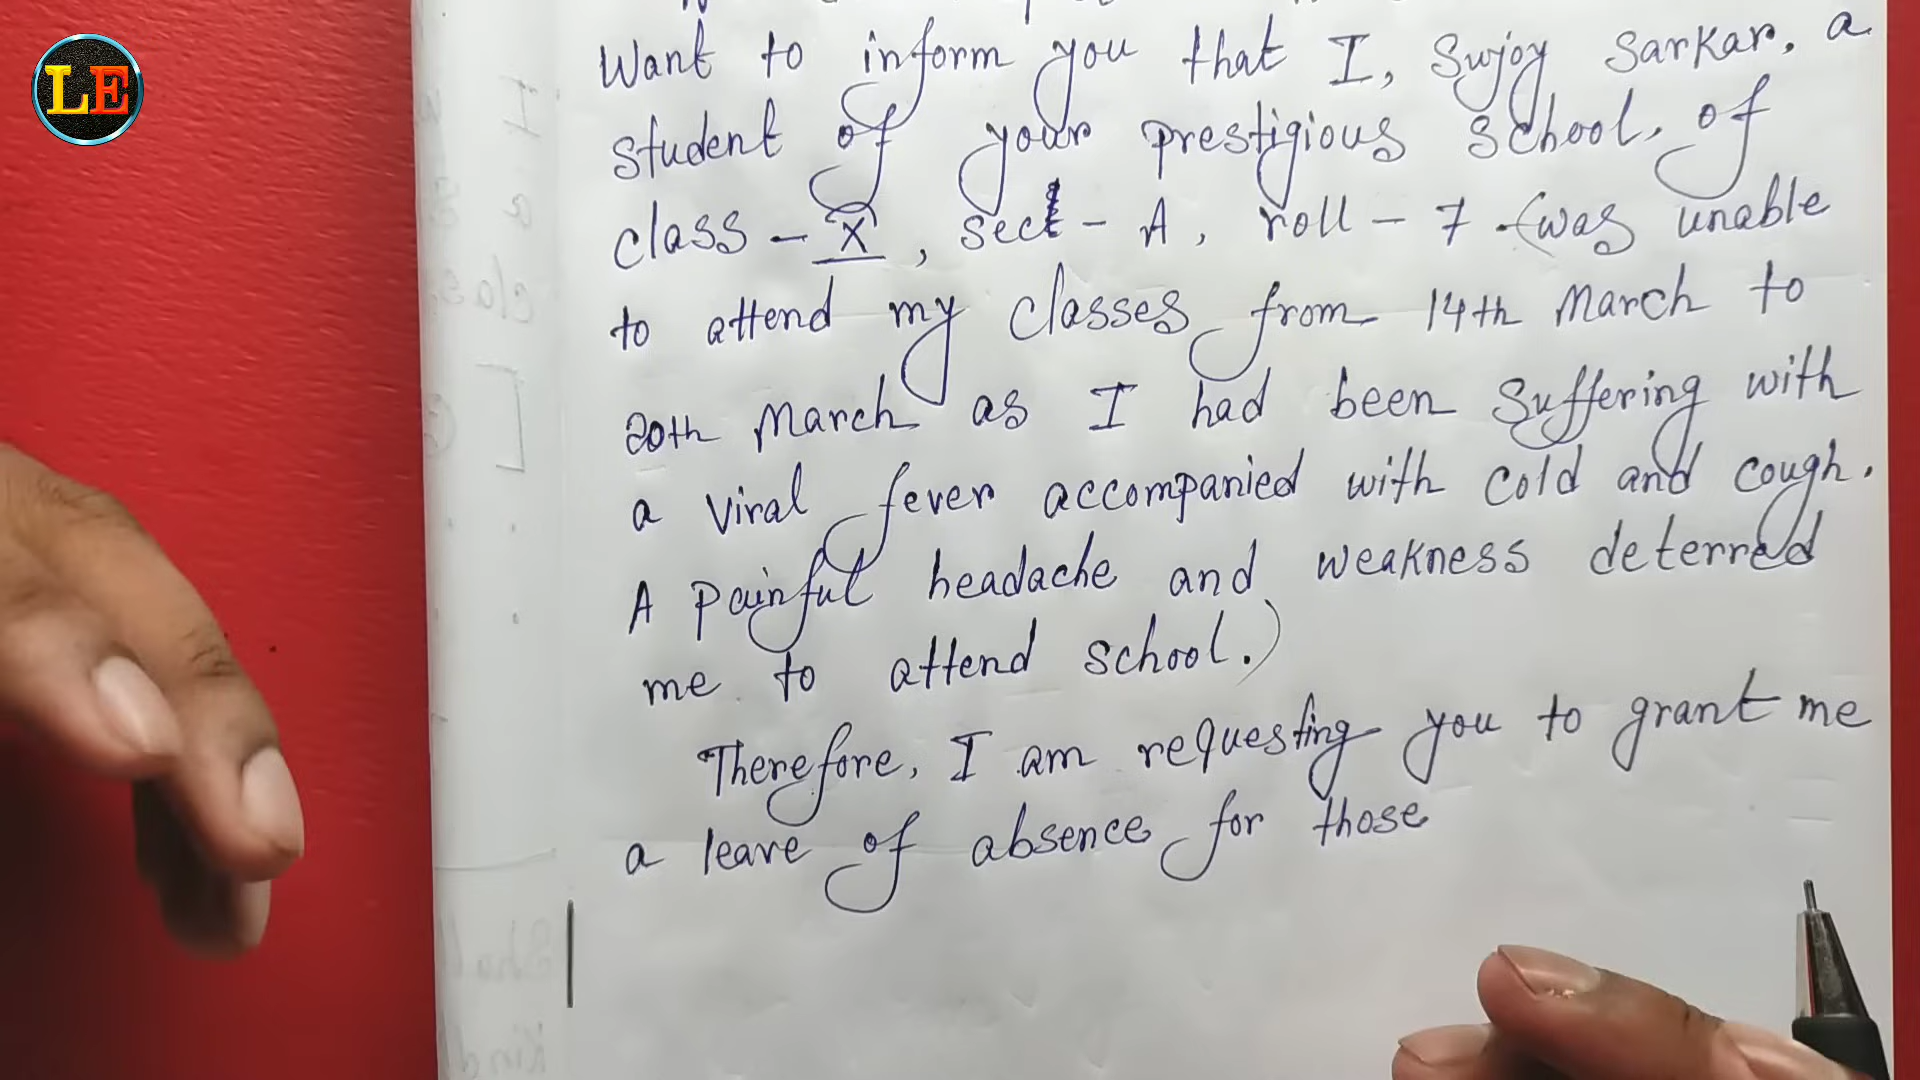 LE
Want to inform you that I, Sujoy Sarkar, a
student of your prestigious school, of
class - X, sec - A, roll - 7 (was unable
to attend my classes from 14th March to
20th March as I had been suffering with
a viral fever accompanied with cold and cough.
A painful headache and weakness deterred
me to attend school.)
Therefore, I am requesting you to grant me
a leave of absence for those